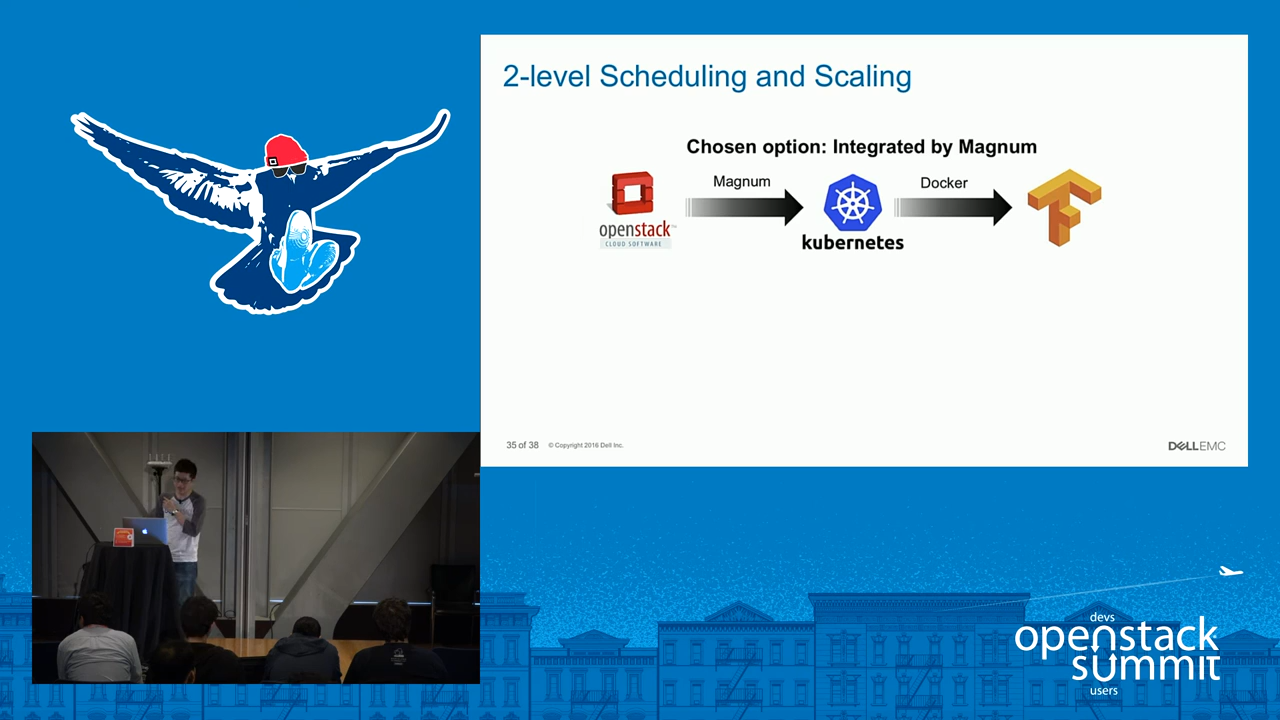 2-level Scheduling and Scaling
Chosen option: Integrated by Magnum
Magnum
Docker
openstack™
CLOUD SOFTWARE
kubernetes
35 of 38 © Copyright 2016 Dell Inc.
DELLEMC
devs
openstack
summit
users